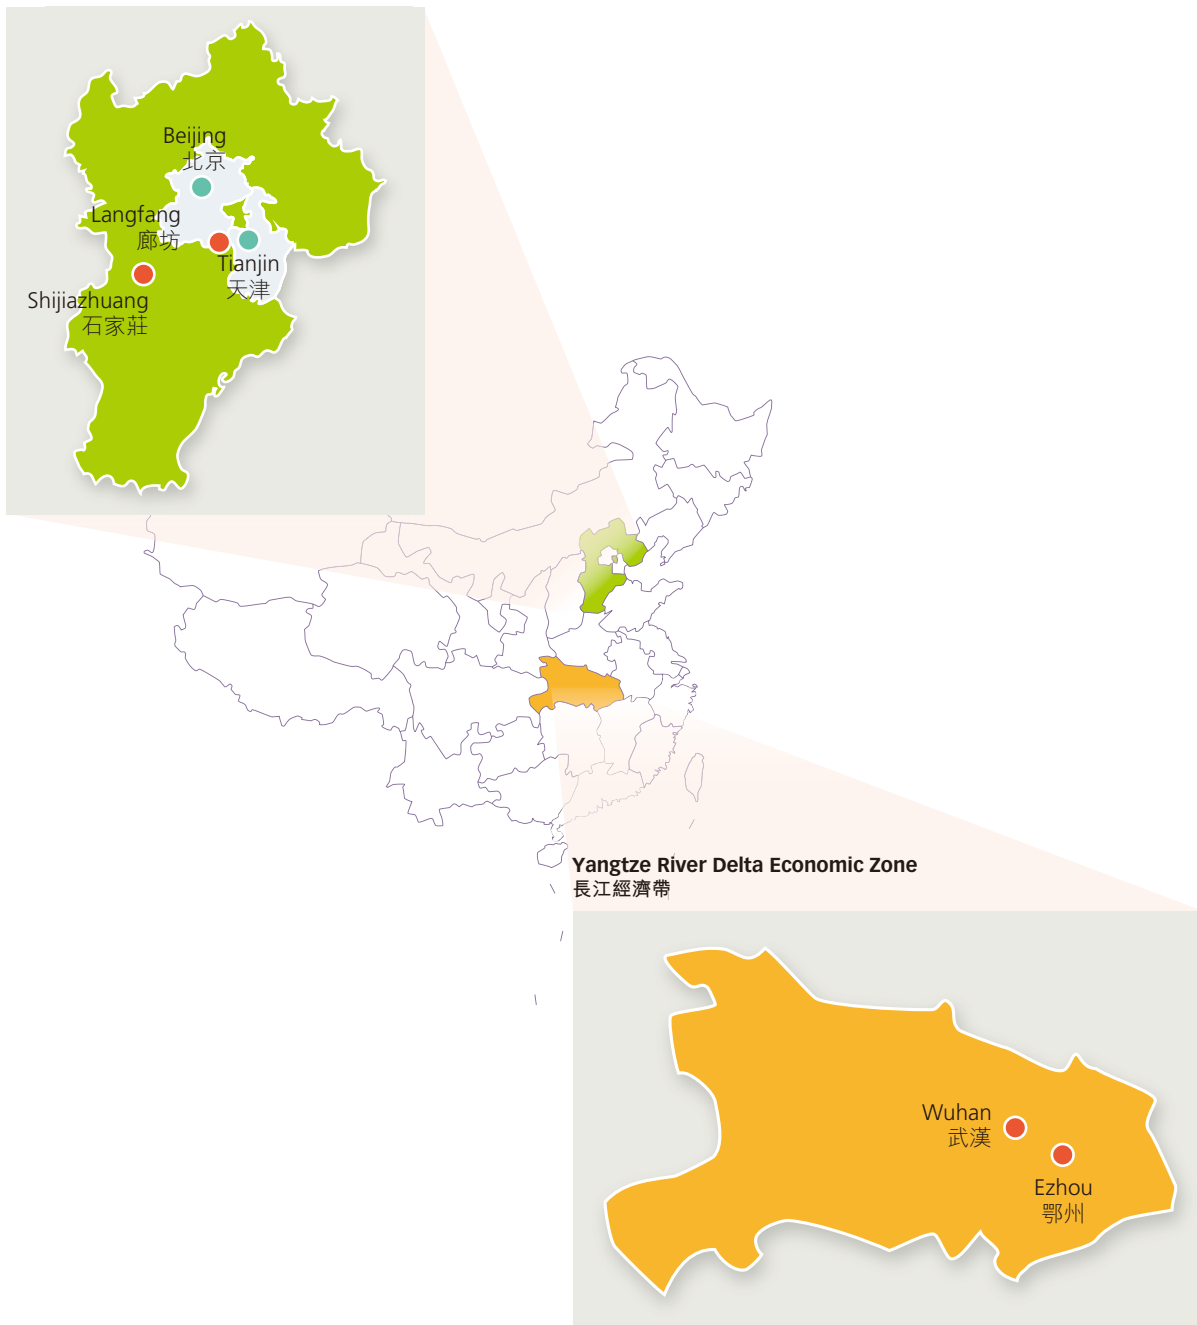 Beijing
北京
Langfang
廊坊
Tianjin
天津
Shijiazhuang
石家莊
Yangtze River Delta Economic Zone
長江經濟帶
Wuhan
武漢
Ezhou
鄂州